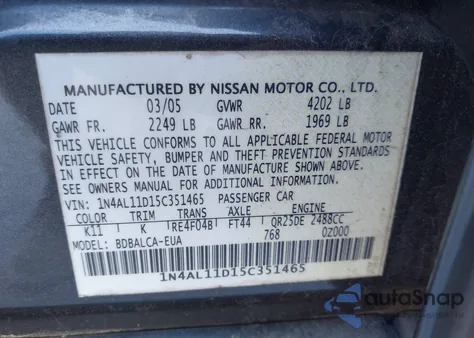 MANUFACTURED BY NISSAN MOTOR CO., LTD.
DATE 03/05 GVWR 4202 LB
GAWR FR. 2249 LB GAWR RR. 1969 LB
THIS VEHICLE CONFORMS TO ALL APPLICABLE FEDERAL MOTOR
VEHICLE SAFETY, BUMPER AND THEFT PREVENTION STANDARDS
IN EFFECT ON THE DATE OF MANUFACTURE SHOWN ABOVE.
SEE OWNERS MANUAL FOR ADDITIONAL INFORMATION.
VIN: 1N4AL11D15C351465 PASSENGER CAR
COLOR TRIM TRANS AXLE ENGINE
K11 K RE4F04B FT44 QR25DE 2488CC
MODEL: BDBALCA-EUA 768 0Z000
1N4AL11D15C351465
autoSnap